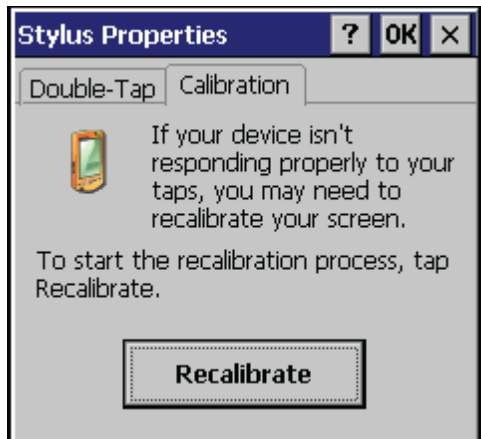 Stylus Properties ? OK ×
Double-Tap Calibration
If your device isn't
responding properly to your
taps, you may need to
recalibrate your screen.
To start the recalibration process, tap
Recalibrate.
Recalibrate